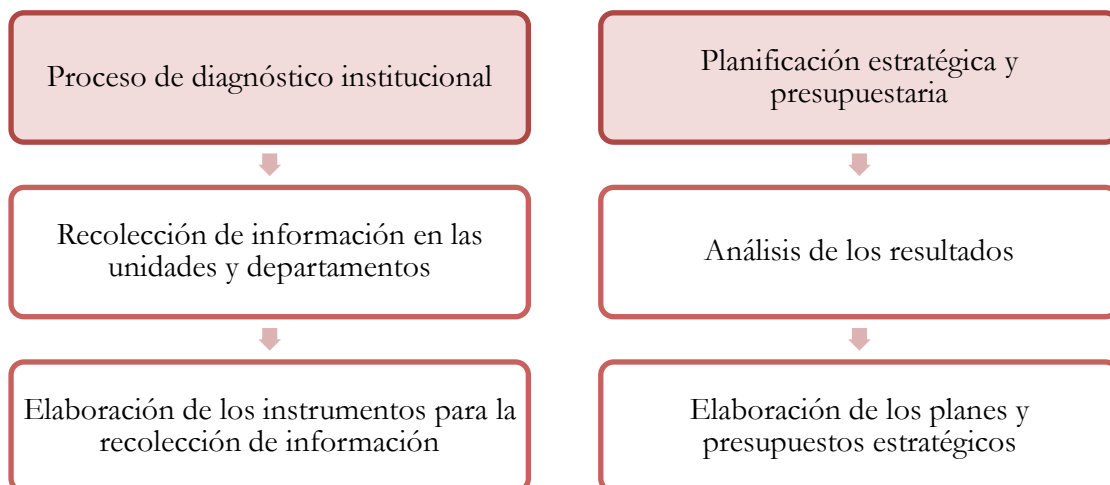 Proceso de diagnóstico institucional
Recolección de información en las
unidades y departamentos
Elaboración de los instrumentos para la
recolección de información
Planificación estratégica y
presupuestaria
Análisis de los resultados
Elaboración de los planes y
presupuestos estratégicos